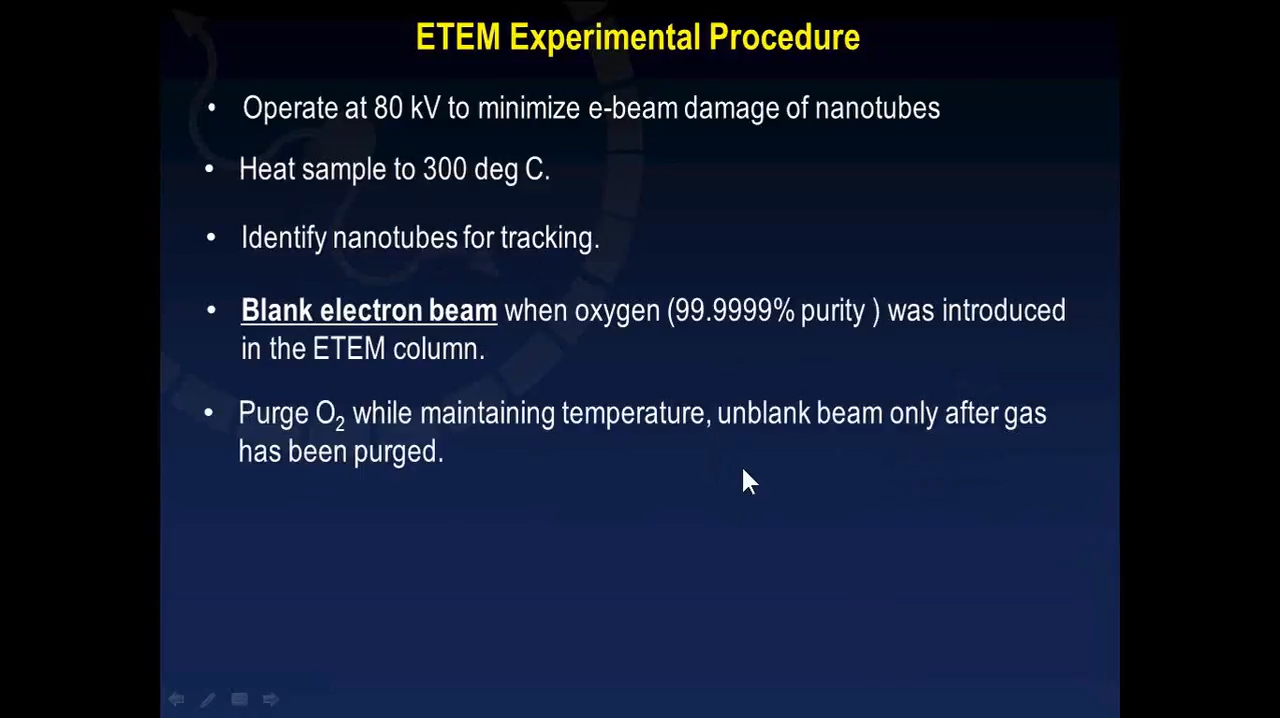 ETEM Experimental Procedure
• Operate at 80 kV to minimize e-beam damage of nanotubes
• Heat sample to 300 deg C.
• Identify nanotubes for tracking.
• Blank electron beam when oxygen (99.9999% purity ) was introduced
in the ETEM column.
• Purge O₂ while maintaining temperature, unblank beam only after gas
has been purged.